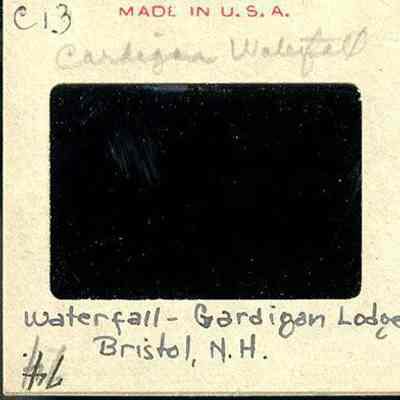 C13
MADE IN U.S.A.
Cardigan Waterfall
Waterfall - Gardigan Lodge
Bristol, N.H.